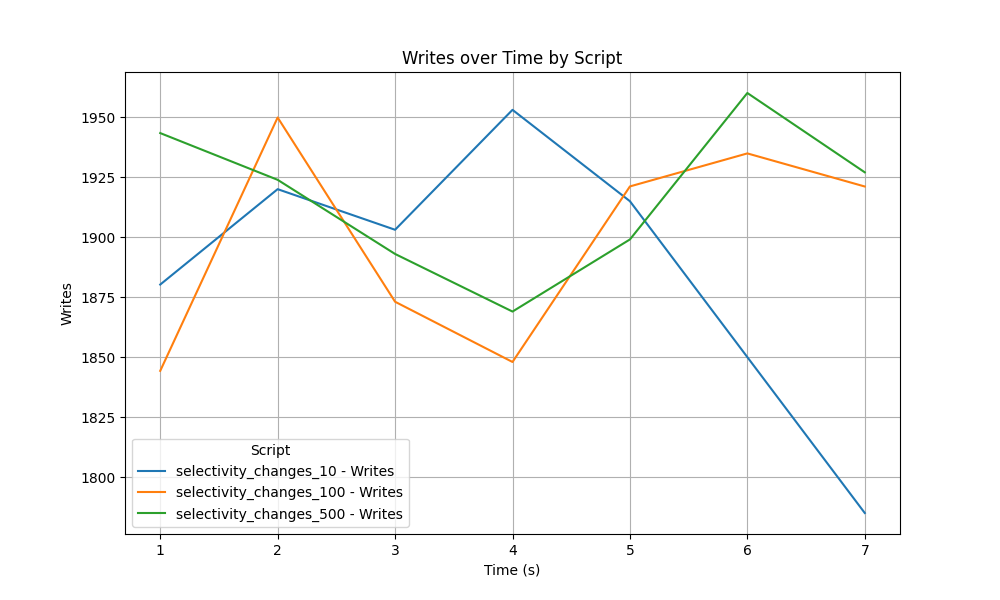 Writes over Time by Script
Writes
1950
1925
1900
1875
1850
1825
1800
Script
selectivity_changes_10 - Writes
selectivity_changes_100 - Writes
selectivity_changes_500 - Writes
1 2 3 4 5 6 7
Time (s)